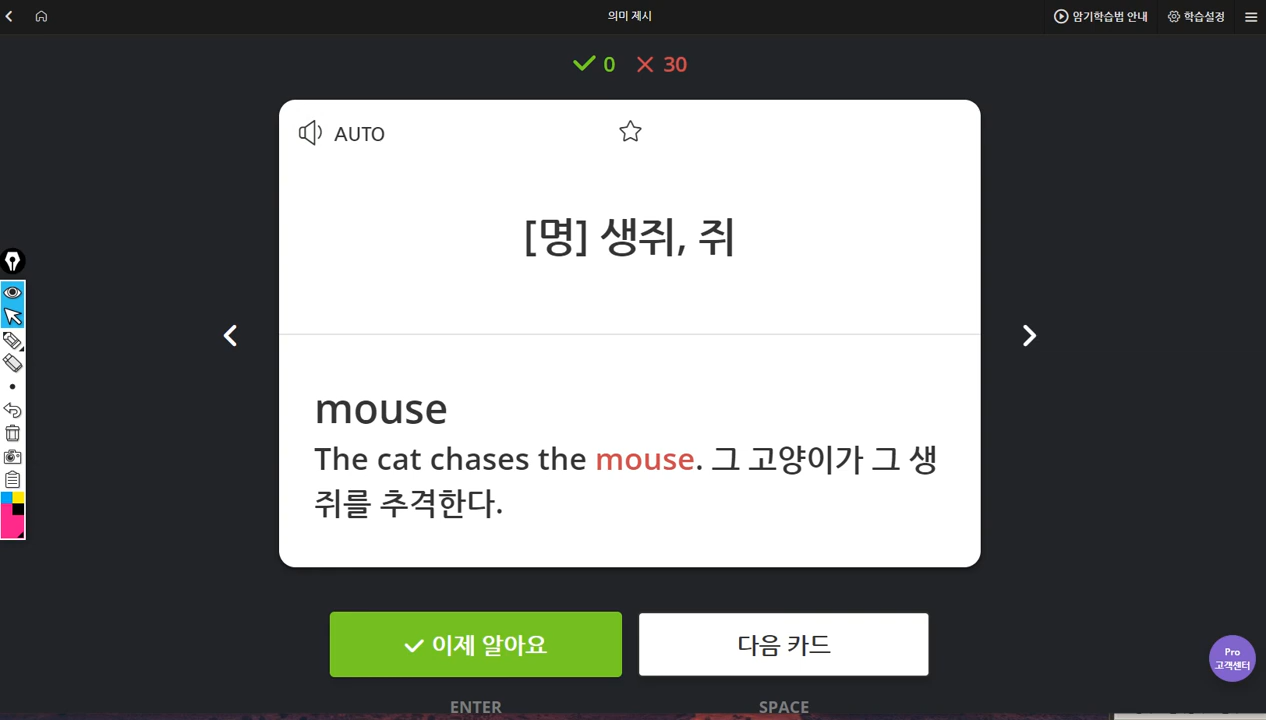 의미 제시
암기학습법 안내
학습설정
0
30
AUTO
[명] 생쥐, 쥐
mouse
The cat chases the mouse. 그 고양이가 그 생
쥐를 추격한다.
이제 알아요
다음 카드
ENTER
SPACE
Pro
고객센터